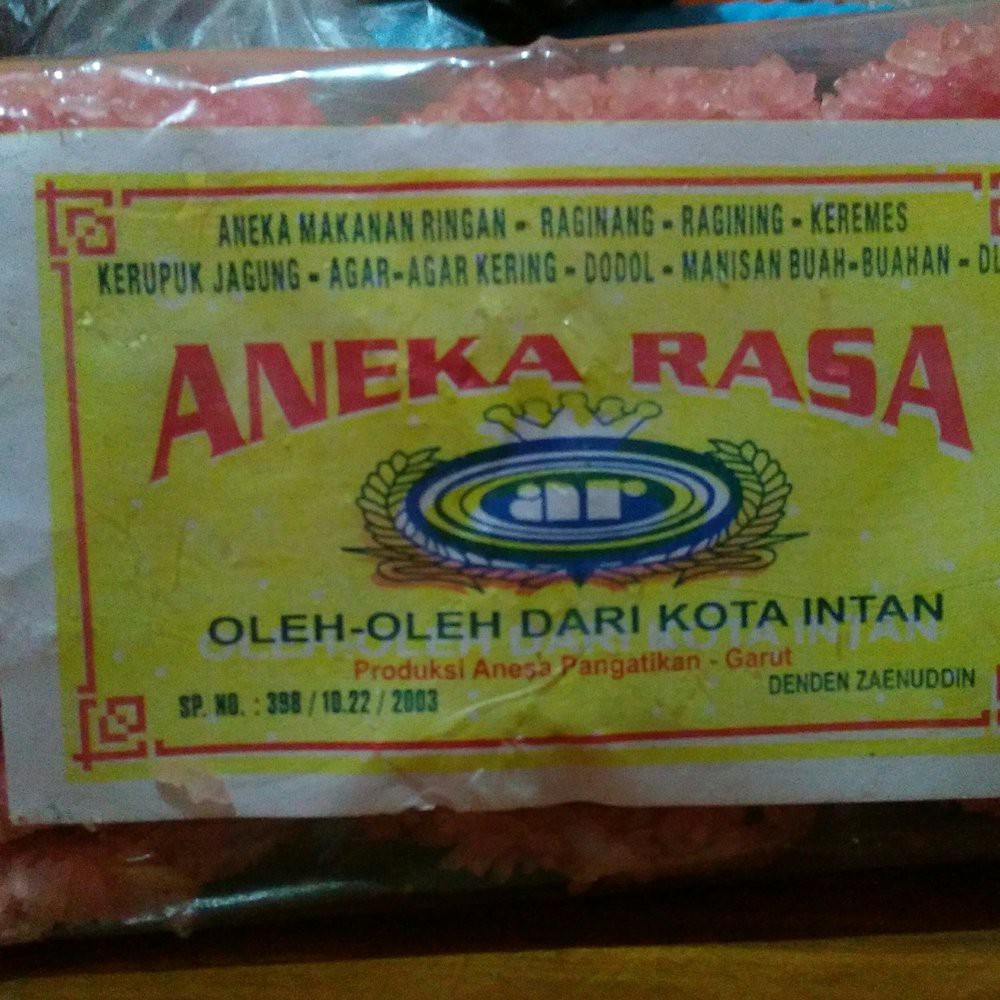 ANEKA MAKANAN RINGAN - RAGINANG - RAGINING - KEREMES
KERUPUK JAGUNG - AGAR-AGAR KERING - DODOL - MANISAN BUAH-BUAHAN - DL
ANEKA RASA
ar
OLEH-OLEH DARI KOTA INTAN
Produksi Anesa Pangatikan - Garut
DENDEN ZAENUDDIN
SP. NO. : 398 / 10.22 / 2003